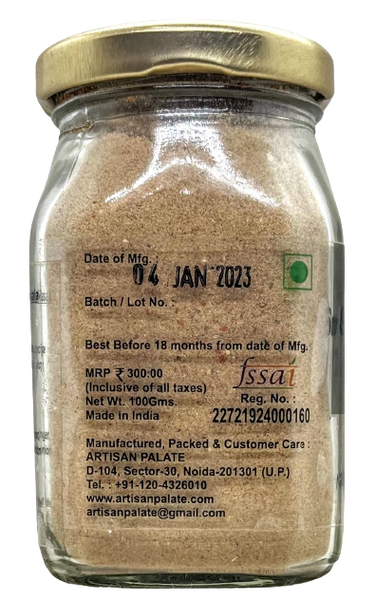 Date of Mfg. :
04 JAN 2023
Batch / Lot No. :
Best Before 18 months from date of Mfg.
MRP ₹ 300:00
(Inclusive of all taxes)
Net Wt. 100Gms.
Made in India
fssai
Reg. No. :
22721924000160
Manufactured, Packed & Customer Care :
ARTISAN PALATE
D-104, Sector-30, Noida-201301 (U.P.)
Tel. : +91-120-4326010
www.artisanpalate.com
artisanpalate@gmail.com